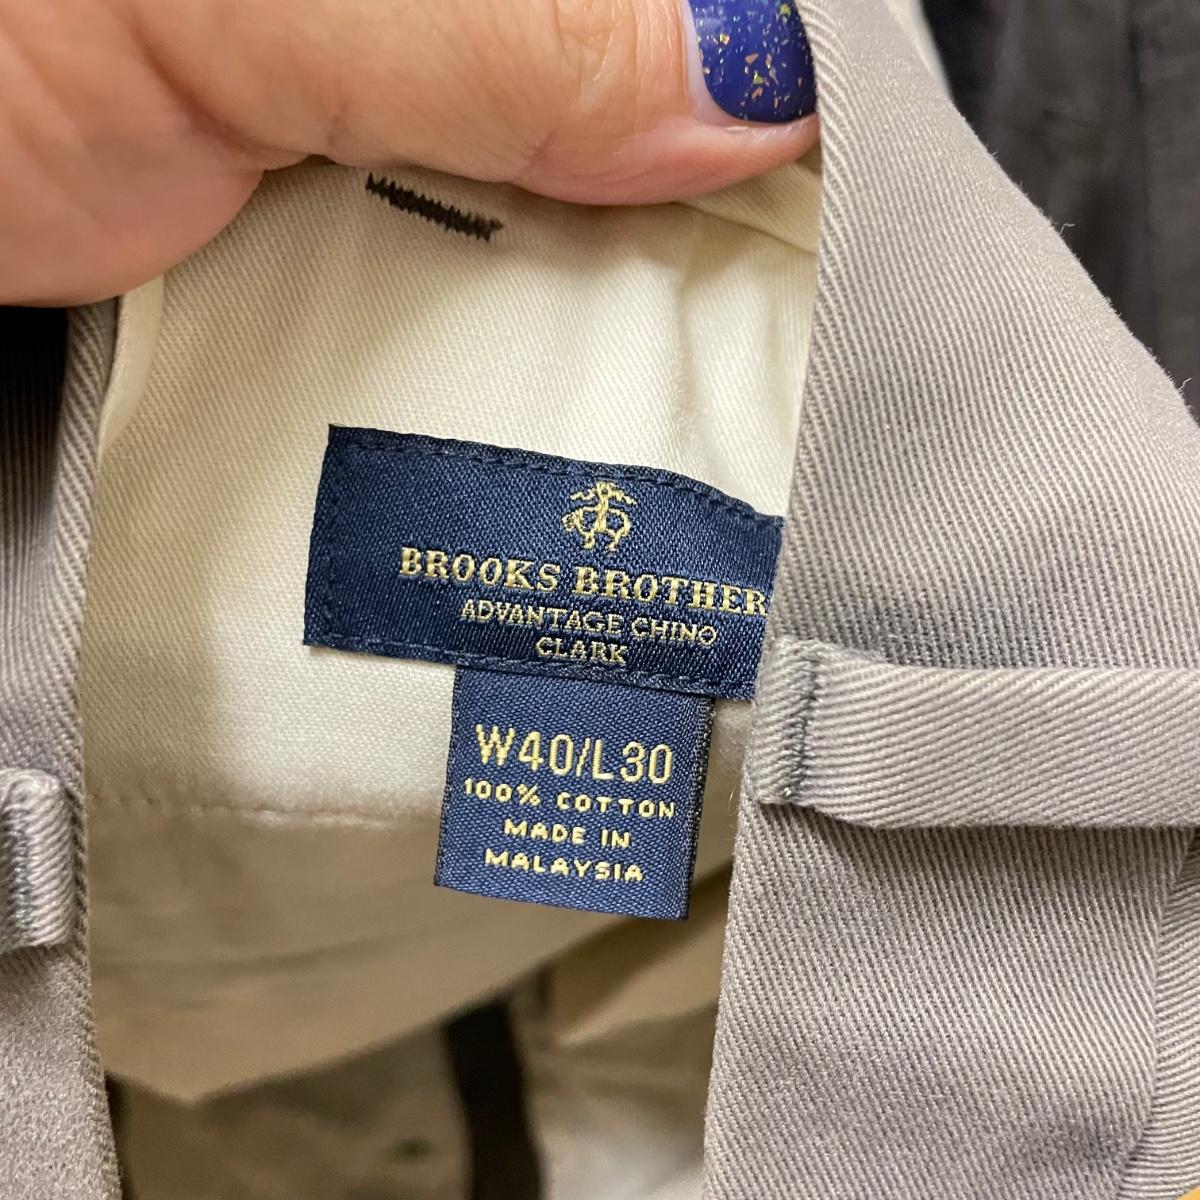 BROOKS BROTHER
ADVANTAGE CHINO
CLARK
W40/L30
100% COTTON
MADE IN
MALAYSIA